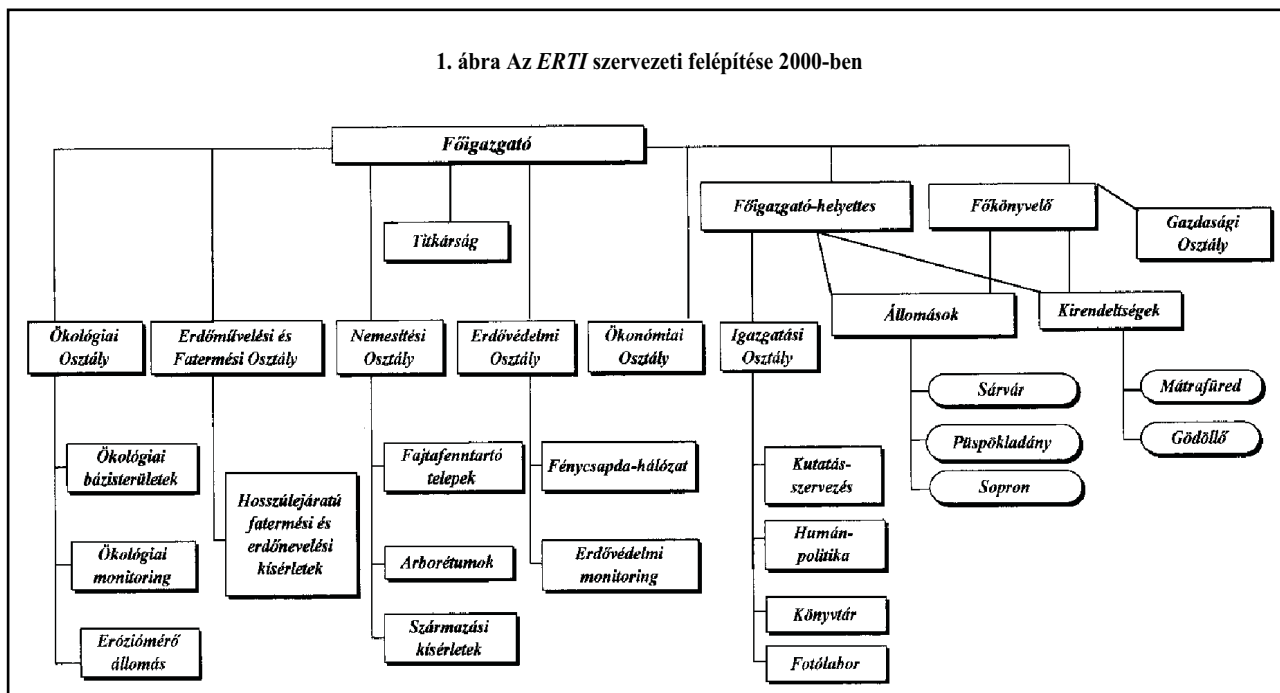 1. ábra Az ERTI szervezeti felépítése 2000-ben
Főigazgató
Főigazgató-helyettes
Főkönyvelő
Gazdasági
Osztály
Titkárság
Állomások
Kirendeltségek
Ökológiai
Osztály
Erdőművelési és
Fatermési Osztály
Nemesítési
Osztály
Erdővédelmi
Osztály
Ökonómiai
Osztály
Igazgatási
Osztály
Sárvár
Püspökladány
Sopron
Mátrafüred
Gödöllő
Ökológiai
bázisterületek
Ökológiai
monitoring
Eróziómérő
állomás
Hosszúlejáratú
fatermési és
erdőnevelési
kísérletek
Fajtafenntartó
telepek
Arborétumok
Származási
kísérletek
Fénycsapda-hálózat
Erdővédelmi
monitoring
Kutatás-
szervezés
Humán-
politika
Könyvtár
Fotólabor